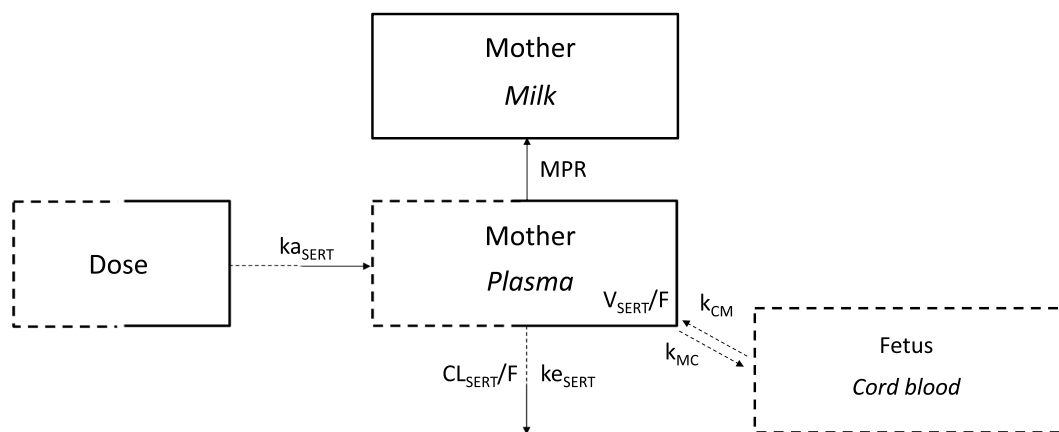 Mother
Milk
MPR
Dose
ka_SERT
Mother
Plasma
V_SERT/F
k_CM
k_MC
CL_SERT/F
ke_SERT
Fetus
Cord blood